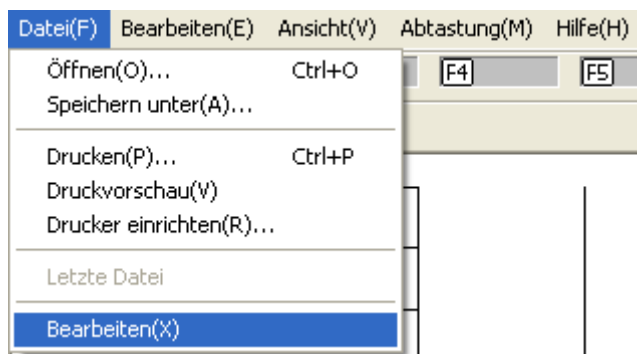 Datei(F) Bearbeiten(E) Ansicht(V) Abtastung(M) Hilfe(H)
Öffnen(O)... Ctrl+O F4 F5
Speichern unter(A)...
Drucken(P)... Ctrl+P
Druckvorschau(V)
Drucker einrichten(R)...
Letzte Datei
Bearbeiten(X)